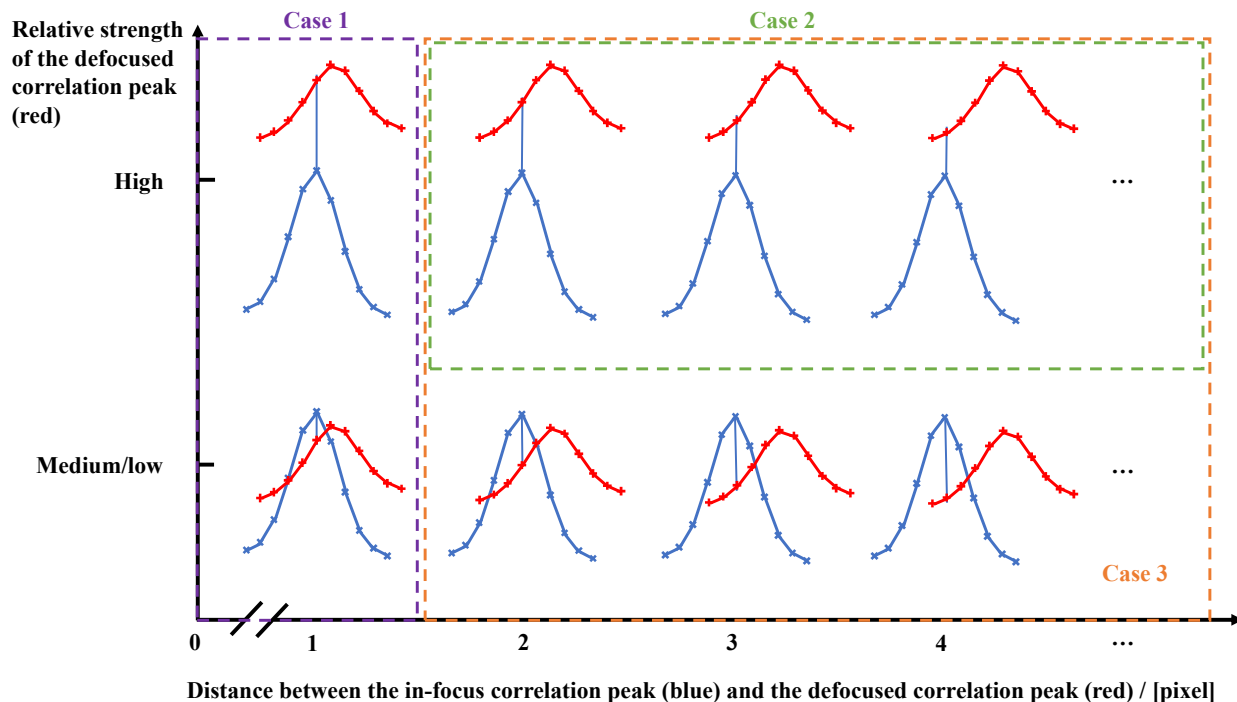 Case 1
Case 2
Relative strength
of the defocused
correlation peak
(red)
High
...
Medium/low
...
Case 3
0
1
2
3
4
...
Distance between the in-focus correlation peak (blue) and the defocused correlation peak (red) / [pixel]